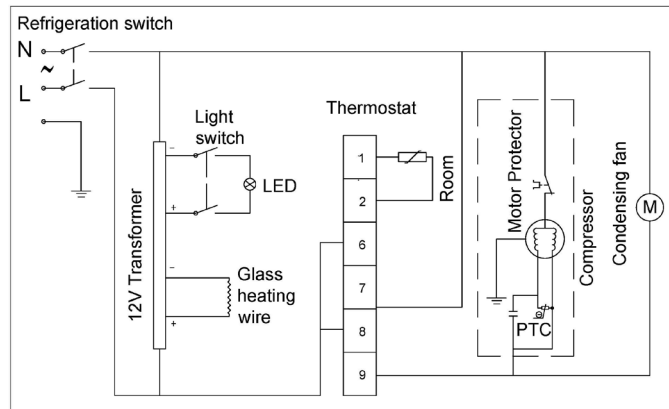 Refrigeration switch
N
~
L
Light
switch
LED
12V Transformer
−
+
−
+
Glass
heating
wire
Thermostat
1
2
6
7
8
9
Room
Motor Protector
PTC
Compressor
Condensing fan
M